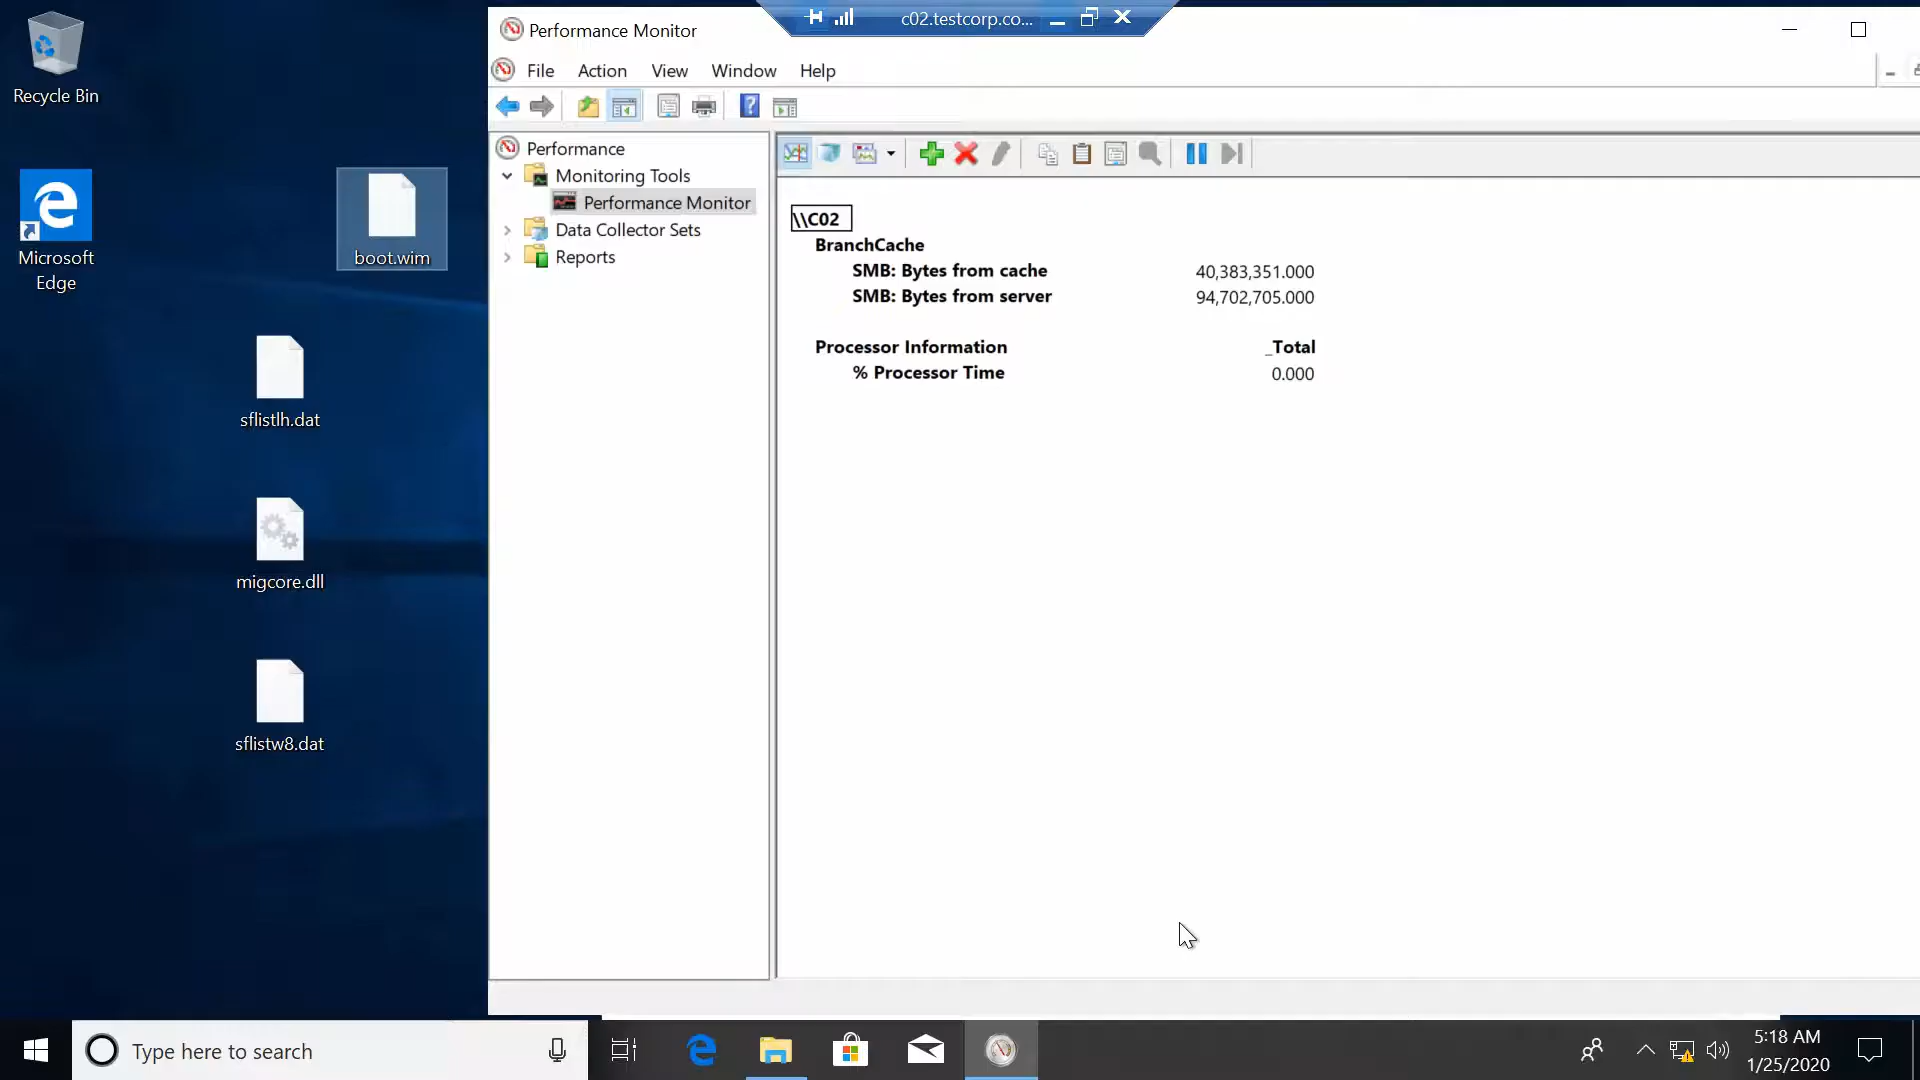 c02.testcorp.co...
Performance Monitor
File Action View Window Help
Recycle Bin
Microsoft
Edge
boot.wim
sflistlh.dat
migcore.dll
sflistw8.dat
Performance
Monitoring Tools
Performance Monitor
Data Collector Sets
Reports
\\C02
BranchCache
SMB: Bytes from cache 40,383,351.000
SMB: Bytes from server 94,702,705.000
Processor Information _Total
% Processor Time 0.000
Type here to search
5:18 AM
1/25/2020